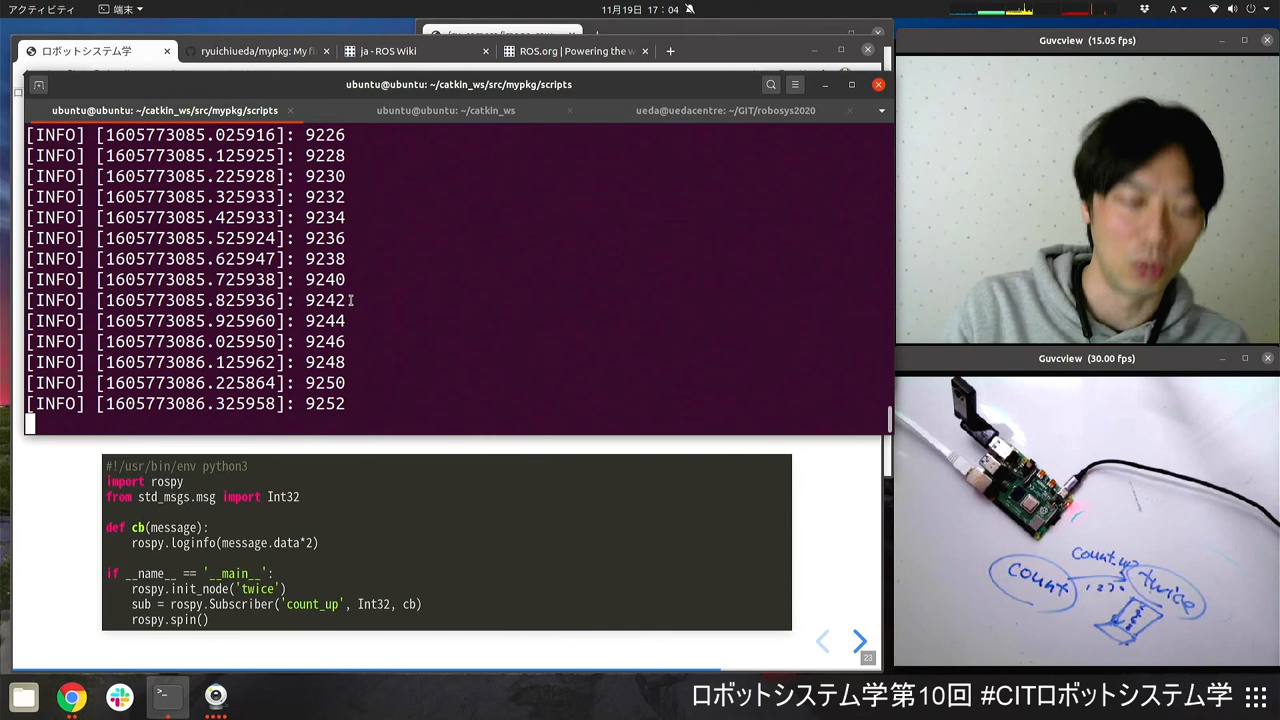 アクティビティ
端末
11月19日 17：04
A
ロボットシステム学
ryuichiueda/mypkg: My fi
ja - ROS Wiki
ROS.org | Powering the w
ubuntu@ubuntu: ~/catkin_ws/src/mypkg/scripts
ubuntu@ubuntu: ~/catkin_ws/src/mypkg/scripts
ubuntu@ubuntu: ~/catkin_ws
ueda@uedacentre: ~/GIT/robosys2020
[INFO] [1605773085.025916]: 9226
[INFO] [1605773085.125925]: 9228
[INFO] [1605773085.225928]: 9230
[INFO] [1605773085.325933]: 9232
[INFO] [1605773085.425933]: 9234
[INFO] [1605773085.525924]: 9236
[INFO] [1605773085.625947]: 9238
[INFO] [1605773085.725938]: 9240
[INFO] [1605773085.825936]: 9242
[INFO] [1605773085.925960]: 9244
[INFO] [1605773086.025950]: 9246
[INFO] [1605773086.125962]: 9248
[INFO] [1605773086.225864]: 9250
[INFO] [1605773086.325958]: 9252
#!/usr/bin/env python3
import rospy
from std_msgs.msg import Int32
def cb(message):
rospy.loginfo(message.data*2)
if __name__ == '__main__':
rospy.init_node('twice')
sub = rospy.Subscriber('count_up', Int32, cb)
rospy.spin()
23
Guvcview (15.05 fps)
Guvcview (30.00 fps)
count_up
count
twice
ロボットシステム学第10回 #CITロボットシステム学